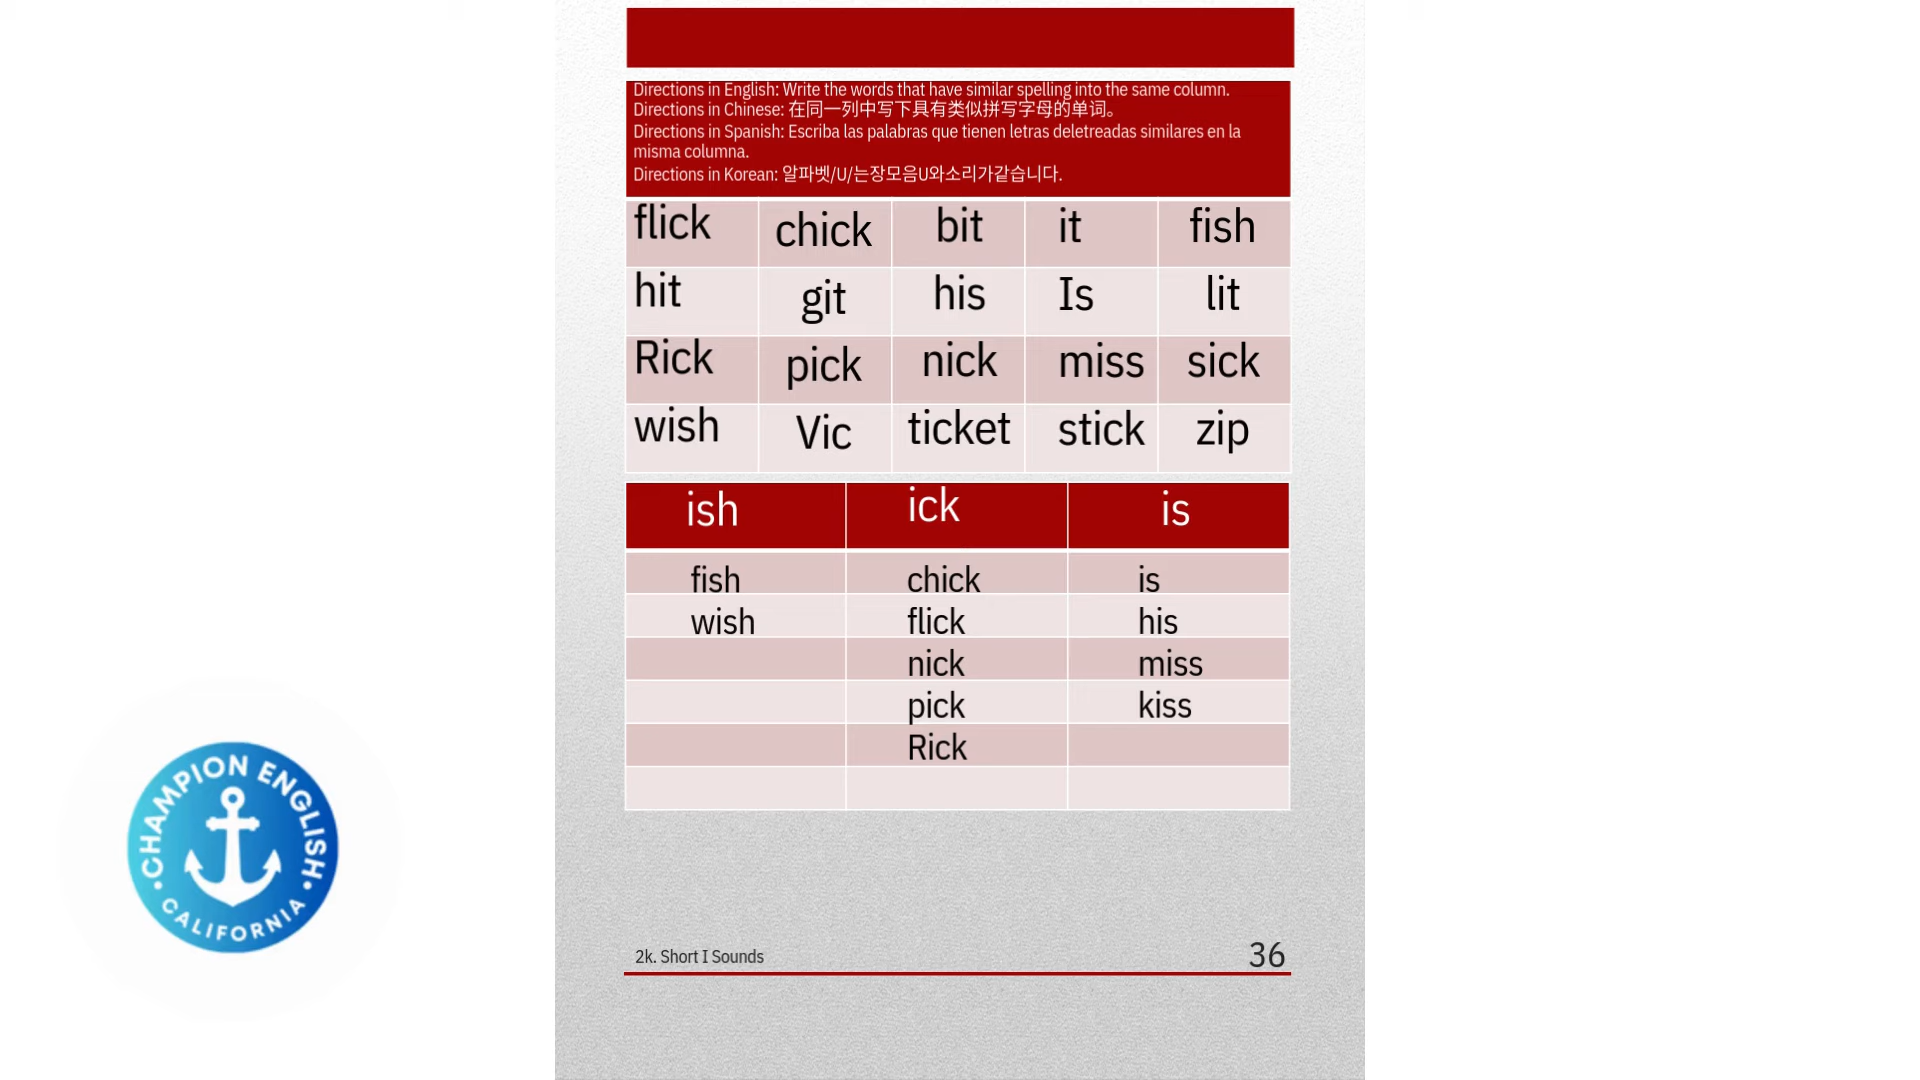 Directions in English: Write the words that have similar spelling into the same column.
Directions in Chinese: 在同一列中写下具有类似拼写字母的单词。
Directions in Spanish: Escriba las palabras que tienen letras deletreadas similares en la
misma columna.
Directions in Korean: 알파벳/U/는장모음U와소리가같습니다.
flick chick bit it fish
hit git his Is lit
Rick pick nick miss sick
wish Vic ticket stick zip
ish ick is
fish chick is
wish flick his
nick miss
pick kiss
Rick
CHAMPION ENGLISH
CALIFORNIA
2k. Short I Sounds
36